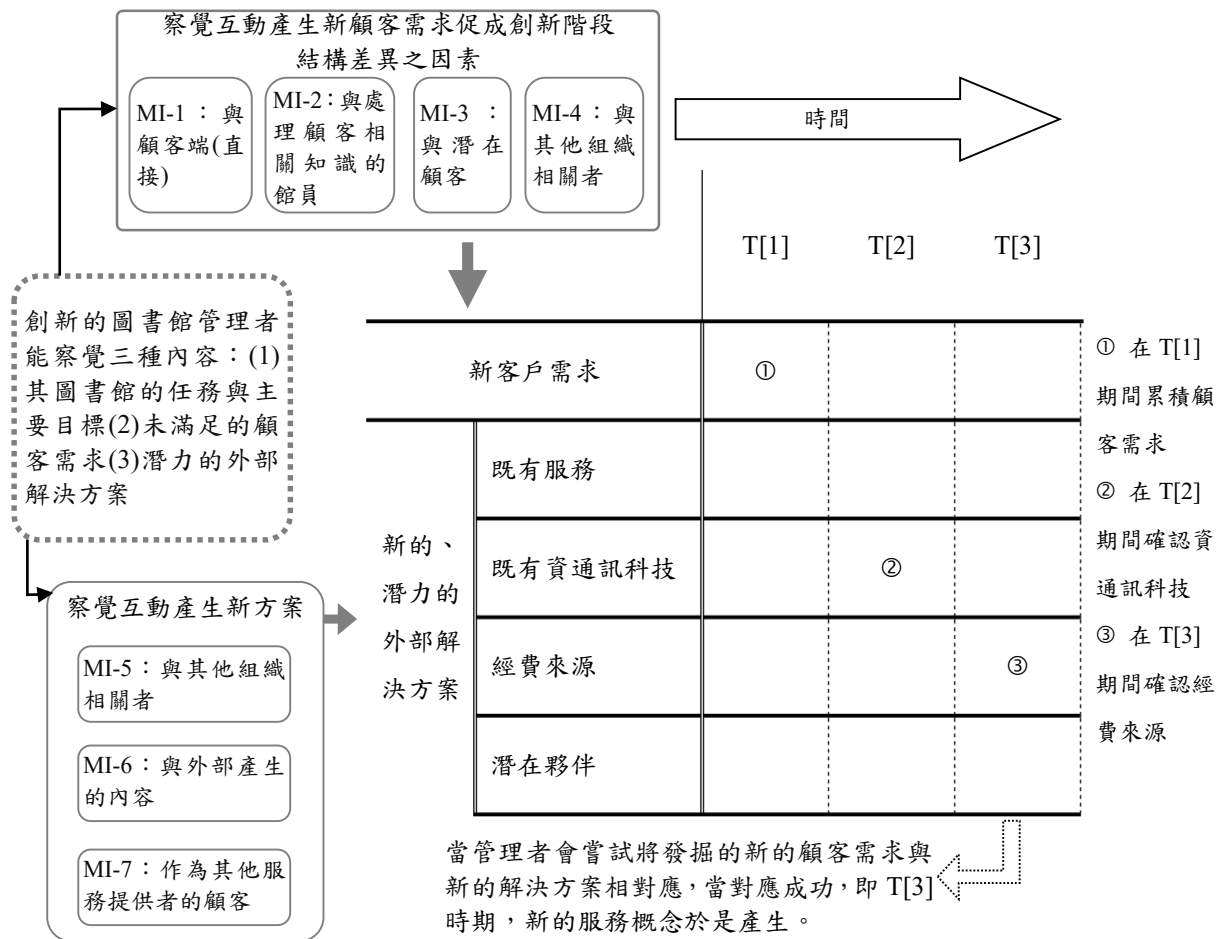 察覺互動產生新顧客需求促成創新階段
結構差異之因素
MI-1：與
顧客端(直
接)
MI-2：與處
理顧客相
關知識的
館員
MI-3：
與潛在
顧客
MI-4：與
其他組織
相關者
時間
T[1]
T[2]
T[3]
創新的圖書館管理者
能察覺三種內容：(1)
其圖書館的任務與主
要目標(2)未滿足的顧
客需求(3)潛力的外部
解決方案
新客戶需求
①
新的、
潛力的
外部解
決方案
既有服務
既有資通訊科技
②
經費來源
③
潛在夥伴
① 在 T[1]
期間累積顧
客需求
② 在 T[2]
期間確認資
通訊科技
③ 在 T[3]
期間確認經
費來源
察覺互動產生新方案
MI-5：與其他組織
相關者
MI-6：與外部產生
的內容
MI-7：作為其他服
務提供者的顧客
當管理者會嘗試將發掘的新的顧客需求與
新的解決方案相對應，當對應成功，即 T[3]
時期，新的服務概念於是產生。